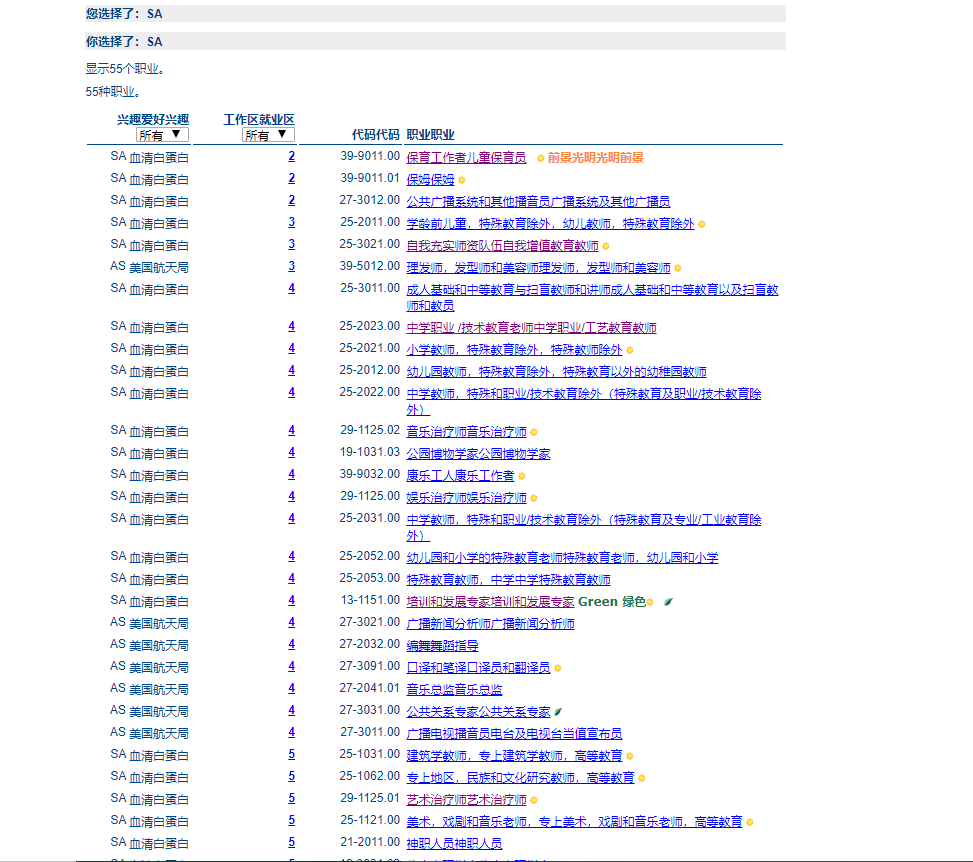 您选择了：SA
你选择了：SA
显示55个职业。
55种职业。
兴趣爱好兴趣 工作区就业区
所有 ▼ 所有 ▼ 代码代码 职业职业
SA 血清白蛋白 2 39-9011.00 保育工作者儿童保育员 前景光明光明前景
SA 血清白蛋白 2 39-9011.01 保姆保姆
SA 血清白蛋白 2 27-3012.00 公共广播系统和其他播音员广播系统及其他广播员
SA 血清白蛋白 3 25-2011.00 学龄前儿童，特殊教育除外，幼儿教师，特殊教育除外
SA 血清白蛋白 3 25-3021.00 自我充实师资队伍自我增值教育教师
AS 美国航天局 3 39-5012.00 理发师，发型师和美容师理发师，发型师和美容师
SA 血清白蛋白 4 25-3011.00 成人基础和中等教育与扫盲教师和讲师成人基础和中等教育以及扫盲教
师和教员
SA 血清白蛋白 4 25-2023.00 中学职业 /技术教育老师中学职业/工艺教育教师
SA 血清白蛋白 4 25-2021.00 小学教师，特殊教育除外，特殊教师除外
SA 血清白蛋白 4 25-2012.00 幼儿园教师，特殊教育除外，特殊教育以外的幼稚园教师
SA 血清白蛋白 4 25-2022.00 中学教师，特殊和职业/技术教育除外（特殊教育及职业/技术教育除
外）
SA 血清白蛋白 4 29-1125.02 音乐治疗师音乐治疗师
SA 血清白蛋白 4 19-1031.03 公园博物学家公园博物学家
SA 血清白蛋白 4 39-9032.00 康乐工人康乐工作者
SA 血清白蛋白 4 29-1125.00 娱乐治疗师娱乐治疗师
SA 血清白蛋白 4 25-2031.00 中学教师，特殊和职业/技术教育除外（特殊教育及专业/工业教育除
外）
SA 血清白蛋白 4 25-2052.00 幼儿园和小学的特殊教育老师特殊教育老师，幼儿园和小学
SA 血清白蛋白 4 25-2053.00 特殊教育教师，中学中学特殊教育教师
SA 血清白蛋白 4 13-1151.00 培训和发展专家培训和发展专家 Green 绿色
AS 美国航天局 4 27-3021.00 广播新闻分析师广播新闻分析师
AS 美国航天局 4 27-2032.00 编舞舞蹈指导
AS 美国航天局 4 27-3091.00 口译和笔译口译员和翻译员
AS 美国航天局 4 27-2041.01 音乐总监音乐总监
AS 美国航天局 4 27-3031.00 公共关系专家公共关系专家
AS 美国航天局 4 27-3011.00 广播电视播音员电台及电视台当值宣布员
SA 血清白蛋白 5 25-1031.00 建筑学教师，专上建筑学教师，高等教育
SA 血清白蛋白 5 25-1062.00 专上地区，民族和文化研究教师，高等教育
SA 血清白蛋白 5 29-1125.01 艺术治疗师艺术治疗师
SA 血清白蛋白 5 25-1121.00 美术，戏剧和音乐老师，专上美术，戏剧和音乐老师，高等教育
SA 血清白蛋白 5 21-2011.00 神职人员神职人员